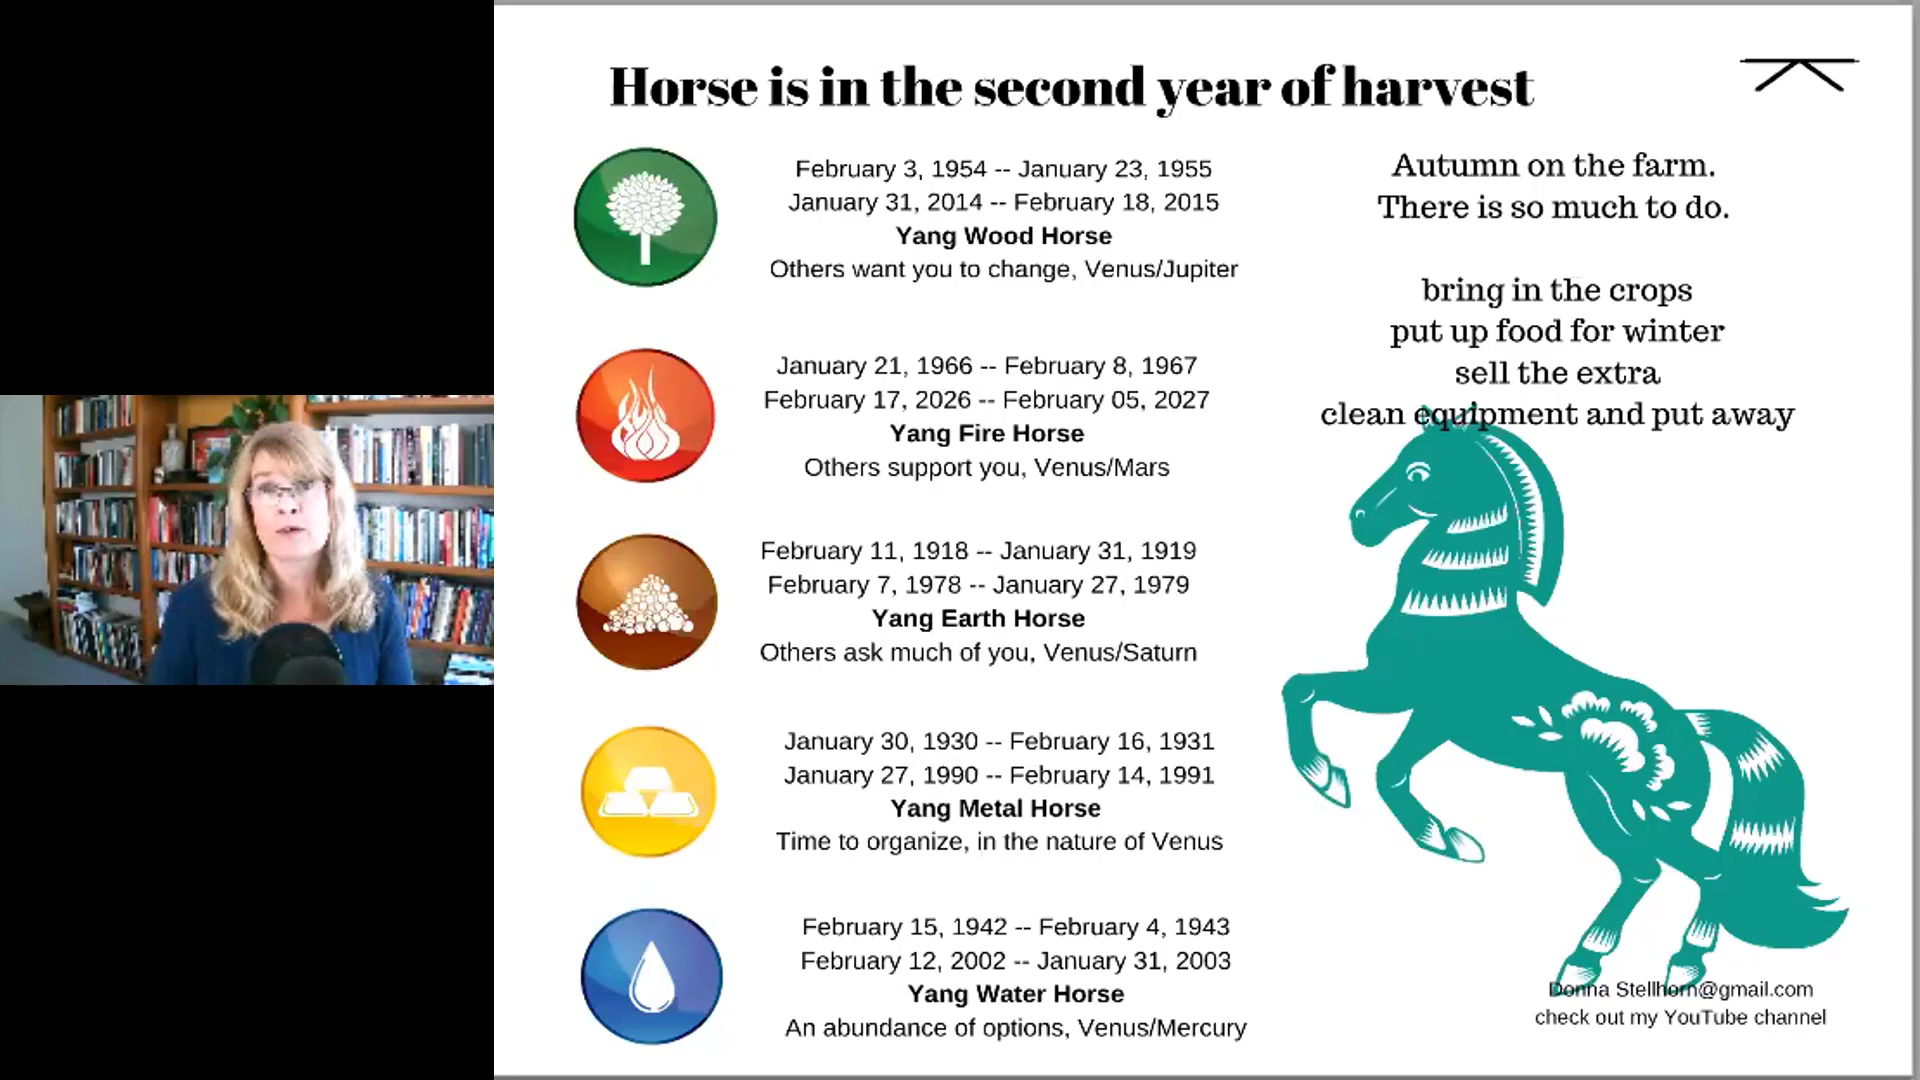 Horse is in the second year of harvest
February 3, 1954 -- January 23, 1955
January 31, 2014 -- February 18, 2015
Yang Wood Horse
Others want you to change, Venus/Jupiter
January 21, 1966 -- February 8, 1967
February 17, 2026 -- February 05, 2027
Yang Fire Horse
Others support you, Venus/Mars
February 11, 1918 -- January 31, 1919
February 7, 1978 -- January 27, 1979
Yang Earth Horse
Others ask much of you, Venus/Saturn
January 30, 1930 -- February 16, 1931
January 27, 1990 -- February 14, 1991
Yang Metal Horse
Time to organize, in the nature of Venus
February 15, 1942 -- February 4, 1943
February 12, 2002 -- January 31, 2003
Yang Water Horse
An abundance of options, Venus/Mercury
Autumn on the farm.
There is so much to do.
bring in the crops
put up food for winter
sell the extra
clean equipment and put away
Donna Stellhorn@gmail.com
check out my YouTube channel